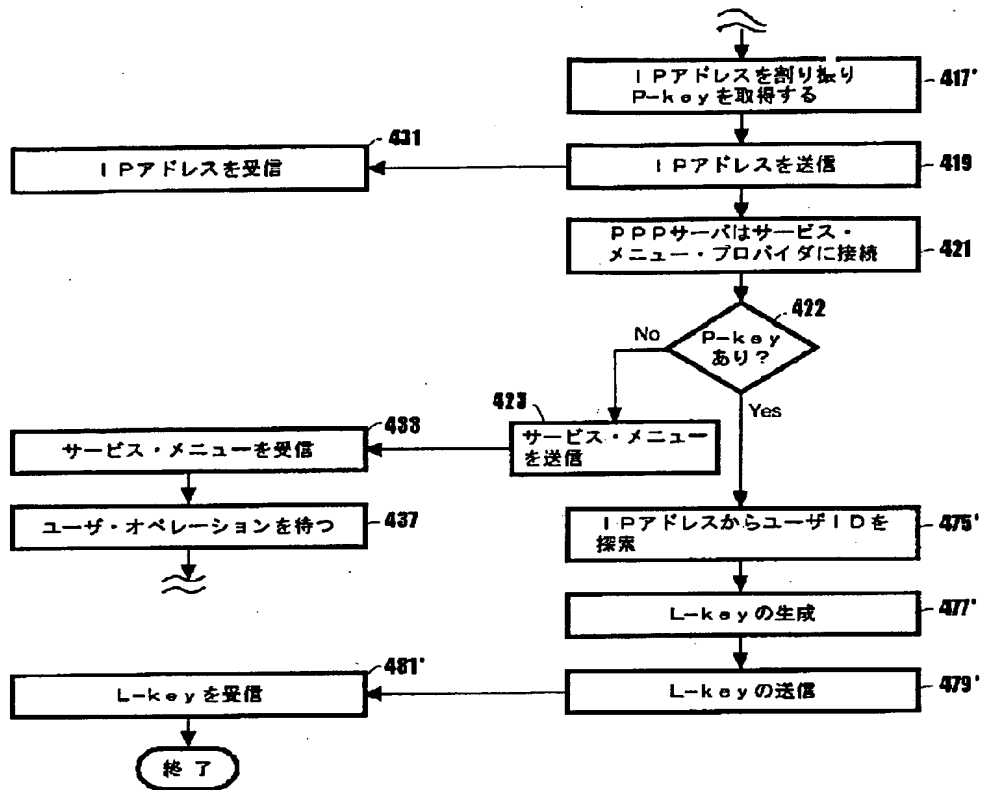 IPアドレスを割り振り
P-keyを取得する
417'
431
IPアドレスを受信
IPアドレスを送信
419
PPPサーバはサービス・
メニュー・プロバイダに接続
421
422
No
P-key
あり?
Yes
423
433
サービス・メニューを受信
サービス・メニュー
を送信
ユーザ・オペレーションを待つ
437
IPアドレスからユーザIDを
探索
475'
L-keyの生成
477'
481'
L-keyを受信
L-keyの送信
479'
終了